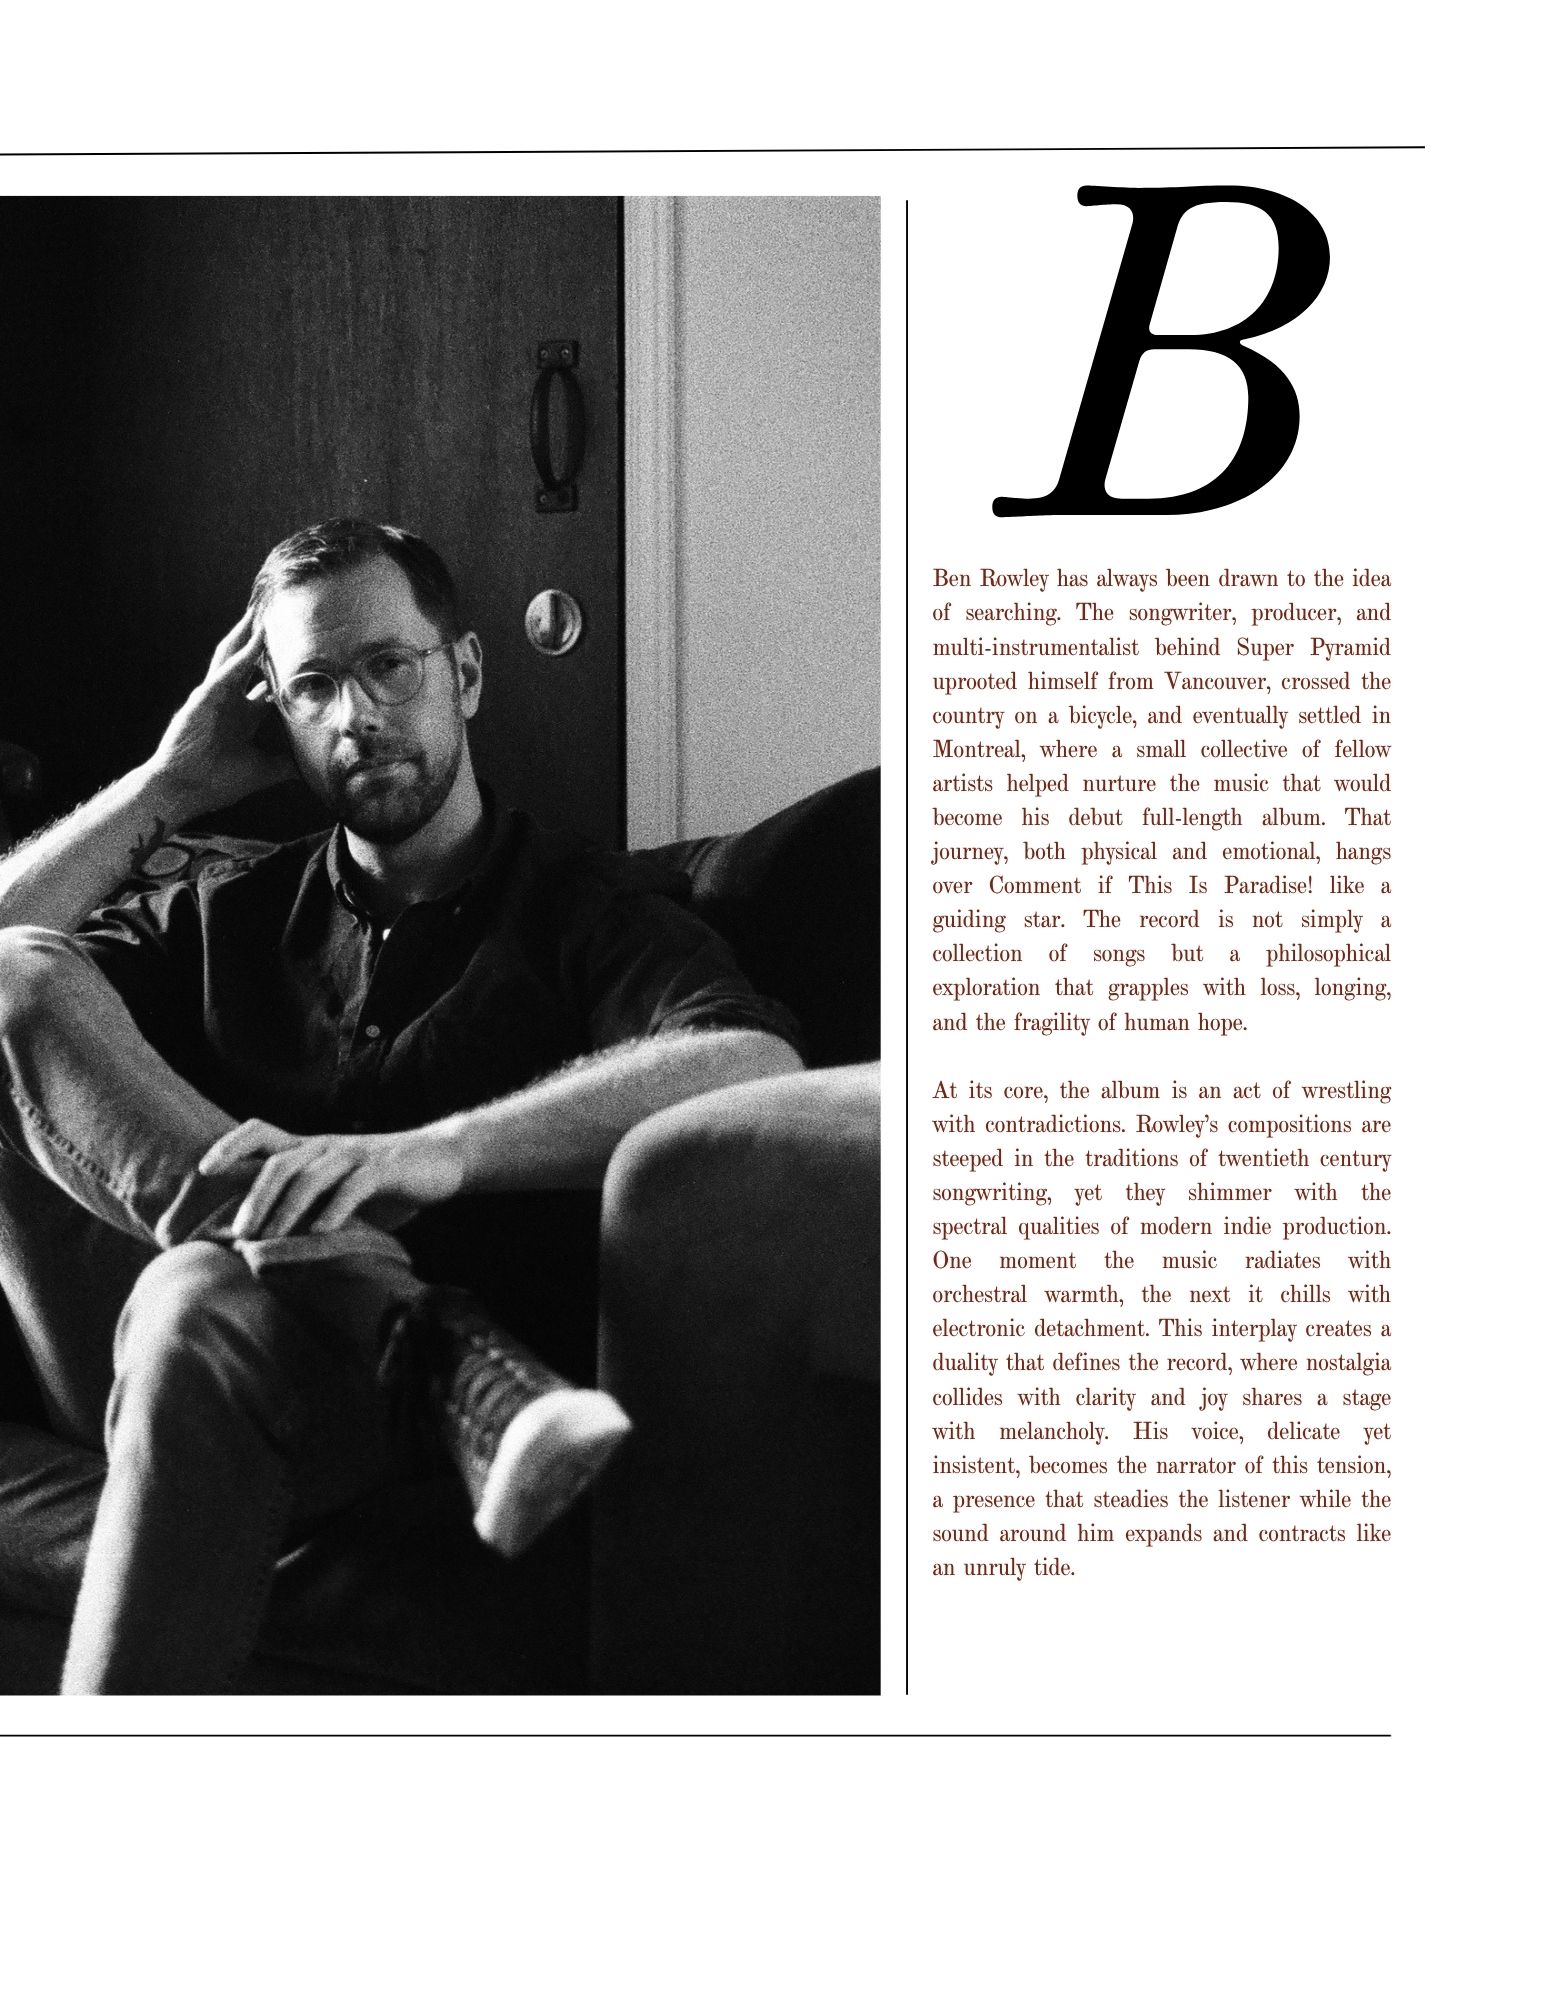 B
Ben Rowley has always been drawn to the idea
of searching. The songwriter, producer, and
multi-instrumentalist behind Super Pyramid
uprooted himself from Vancouver, crossed the
country on a bicycle, and eventually settled in
Montreal, where a small collective of fellow
artists helped nurture the music that would
become his debut full-length album. That
journey, both physical and emotional, hangs
over Comment if This Is Paradise! like a
guiding star. The record is not simply a
collection of songs but a philosophical
exploration that grapples with loss, longing,
and the fragility of human hope.
At its core, the album is an act of wrestling
with contradictions. Rowley’s compositions are
steeped in the traditions of twentieth century
songwriting, yet they shimmer with the
spectral qualities of modern indie production.
One moment the music radiates with
orchestral warmth, the next it chills with
electronic detachment. This interplay creates a
duality that defines the record, where nostalgia
collides with clarity and joy shares a stage
with melancholy. His voice, delicate yet
insistent, becomes the narrator of this tension,
a presence that steadies the listener while the
sound around him expands and contracts like
an unruly tide.